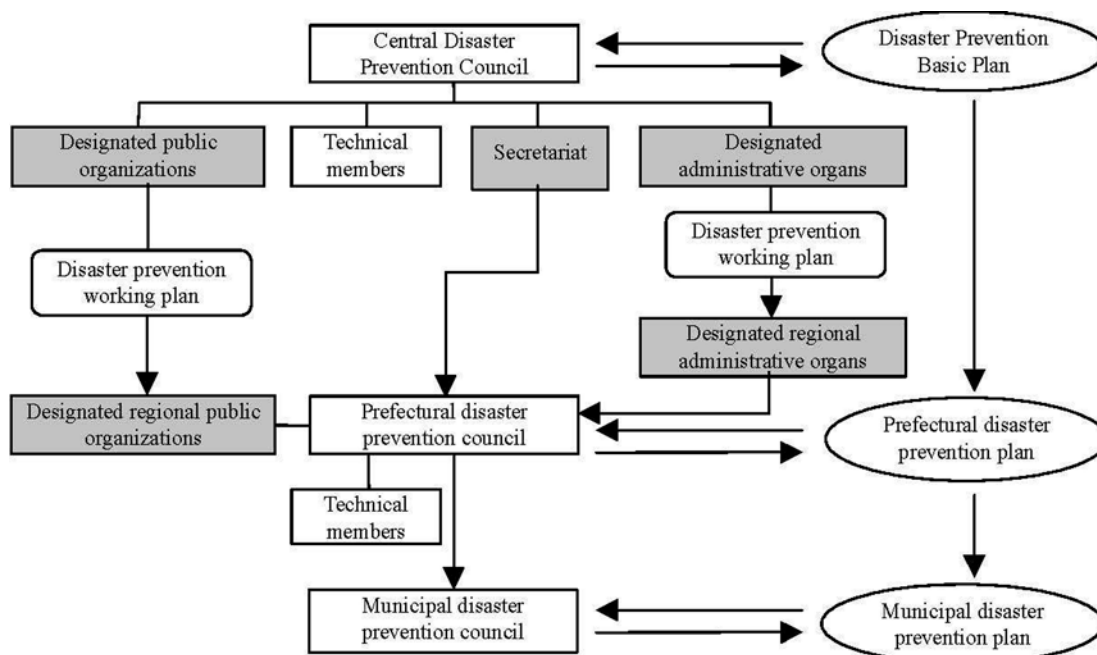 Central Disaster
Prevention Council
Disaster Prevention
Basic Plan
Designated public
organizations
Technical
members
Secretariat
Designated
administrative organs
Disaster prevention
working plan
Disaster prevention
working plan
Designated regional
administrative organs
Designated regional public
organizations
Prefectural disaster
prevention council
Prefectural disaster
prevention plan
Technical
members
Municipal disaster
prevention council
Municipal disaster
prevention plan